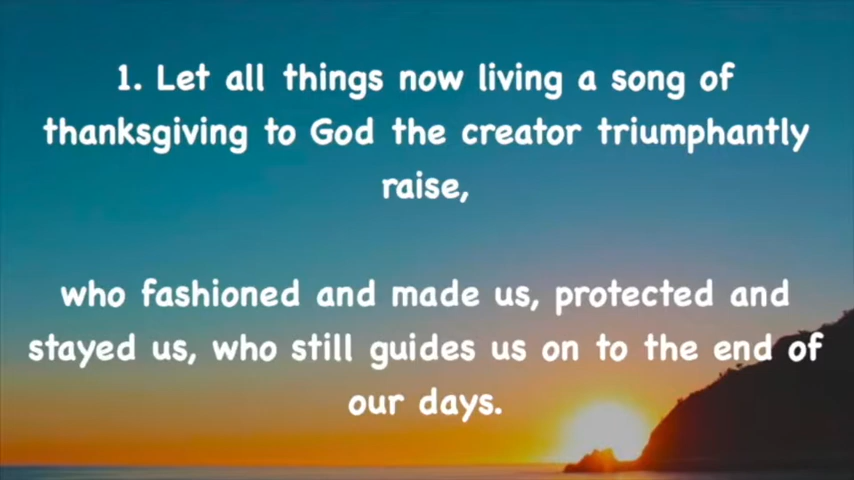 1. Let all things now living a song of
thanksgiving to God the creator triumphantly
raise,
who fashioned and made us, protected and
stayed us, who still guides us on to the end of
our days.